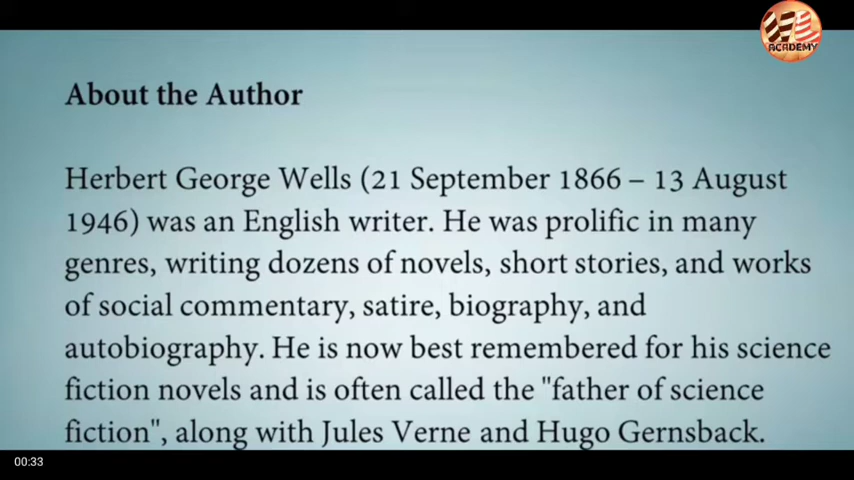 ACADEMY
About the Author
Herbert George Wells (21 September 1866 – 13 August
1946) was an English writer. He was prolific in many
genres, writing dozens of novels, short stories, and works
of social commentary, satire, biography, and
autobiography. He is now best remembered for his science
fiction novels and is often called the "father of science
fiction", along with Jules Verne and Hugo Gernsback.
00:33